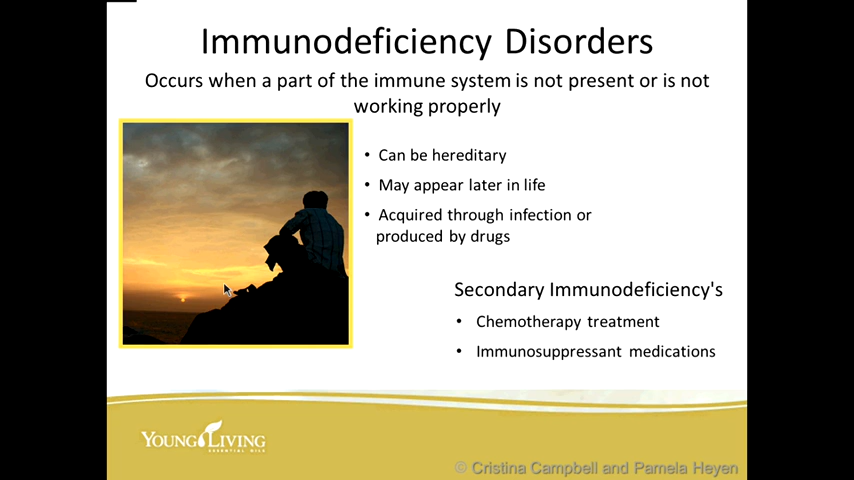 Immunodeficiency Disorders
Occurs when a part of the immune system is not present or is not
working properly
• Can be hereditary
• May appear later in life
• Acquired through infection or
produced by drugs
Secondary Immunodeficiency's
• Chemotherapy treatment
• Immunosuppressant medications
YOUNG LIVING
ESSENTIAL OILS
© Cristina Campbell and Pamela Heyen